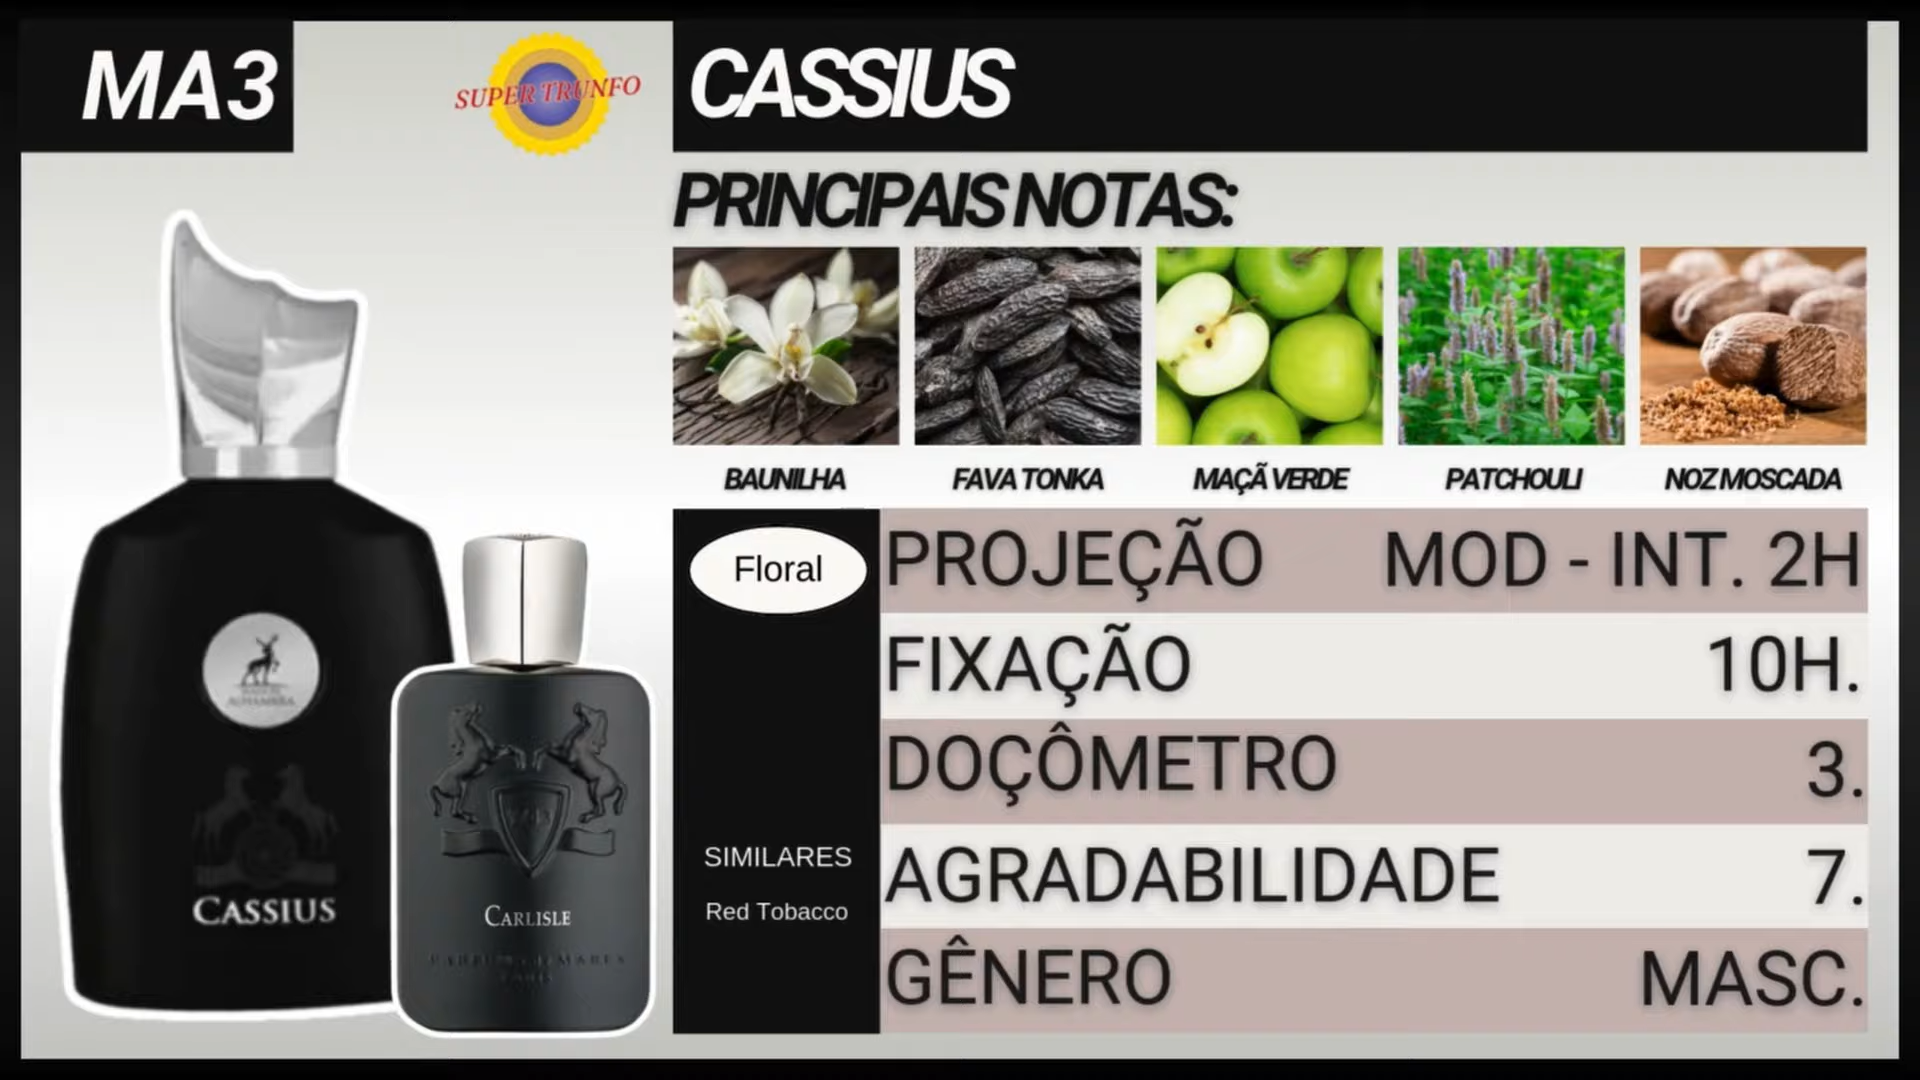 MA3
SUPER TRUNFO
CASSIUS
PRINCIPAIS NOTAS:
BAUNILHA
FAVA TONKA
MAÇÃ VERDE
PATCHOULI
NOZ MOSCADA
Floral
PROJEÇÃO MOD - INT. 2H
FIXAÇÃO 10H.
DOÇÔMETRO 3.
AGRADABILIDADE 7.
GÊNERO MASC.
SIMILARES
Red Tobacco
CASSIUS
CARLISLE